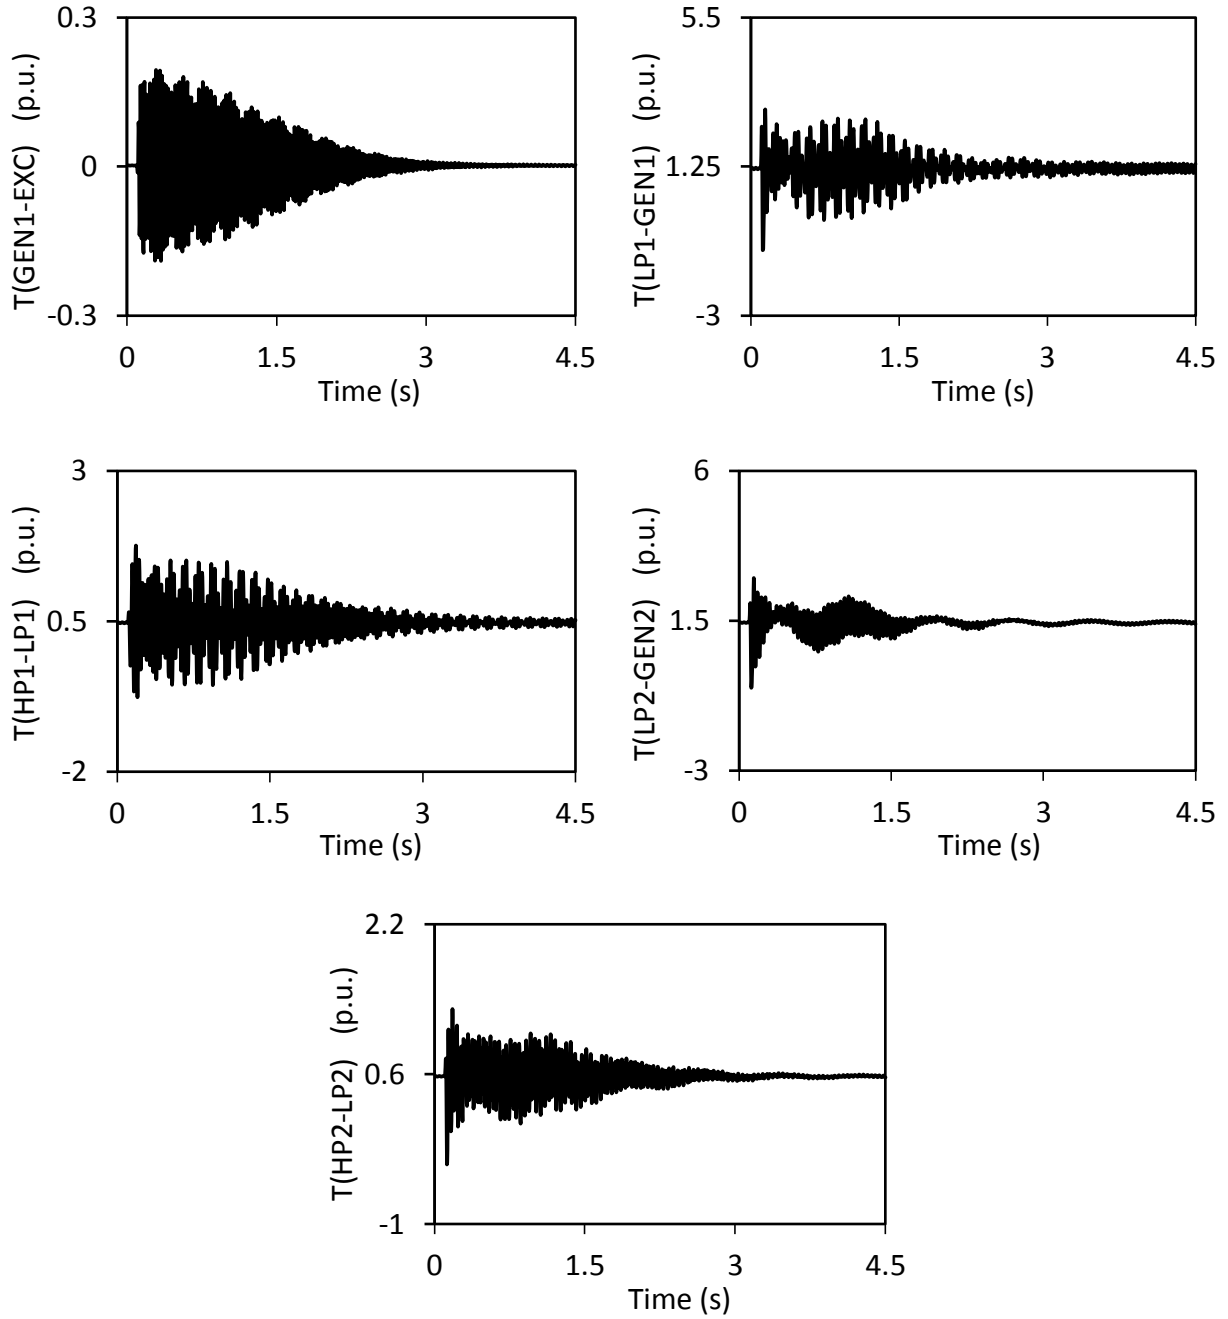 T(GEN1-EXC) (p.u.)
0.3
0
-0.3
0 1.5 3 4.5
Time (s)
T(LP1-GEN1) (p.u.)
5.5
1.25
-3
0 1.5 3 4.5
Time (s)
T(HP1-LP1) (p.u.)
3
0.5
-2
0 1.5 3 4.5
Time (s)
T(LP2-GEN2) (p.u.)
6
1.5
-3
0 1.5 3 4.5
Time (s)
T(HP2-LP2) (p.u.)
2.2
0.6
-1
0 1.5 3 4.5
Time (s)